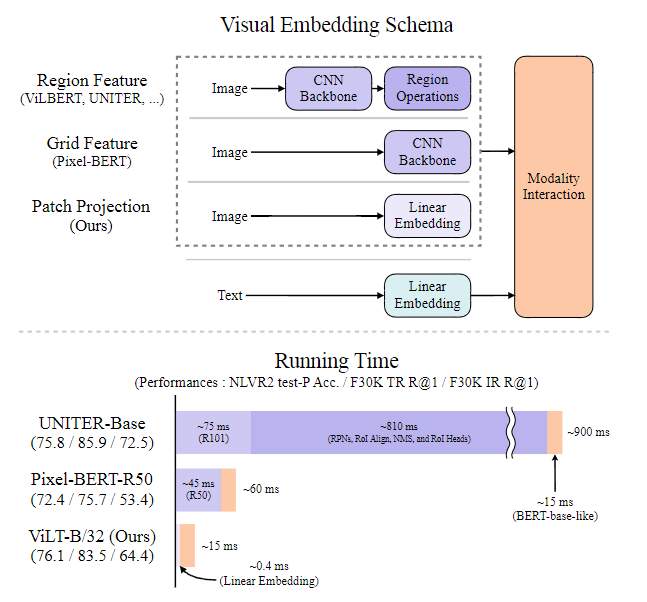 Visual Embedding Schema
Region Feature
(ViLBERT, UNITER, ...)
Image
CNN
Backbone
Region
Operations
Grid Feature
(Pixel-BERT)
Image
CNN
Backbone
Patch Projection
(Ours)
Image
Linear
Embedding
Text
Linear
Embedding
Modality
Interaction
Running Time
(Performances : NLVR2 test-P Acc. / F30K TR R@1 / F30K IR R@1)
UNITER-Base
(75.8 / 85.9 / 72.5)
~75 ms
(R101)
~810 ms
(RPNs, RoI Align, NMS, and RoI Heads)
~900 ms
~15 ms
(BERT-base-like)
Pixel-BERT-R50
(72.4 / 75.7 / 53.4)
~45 ms
(R50)
~60 ms
ViLT-B/32 (Ours)
(76.1 / 83.5 / 64.4)
~15 ms
~0.4 ms
(Linear Embedding)